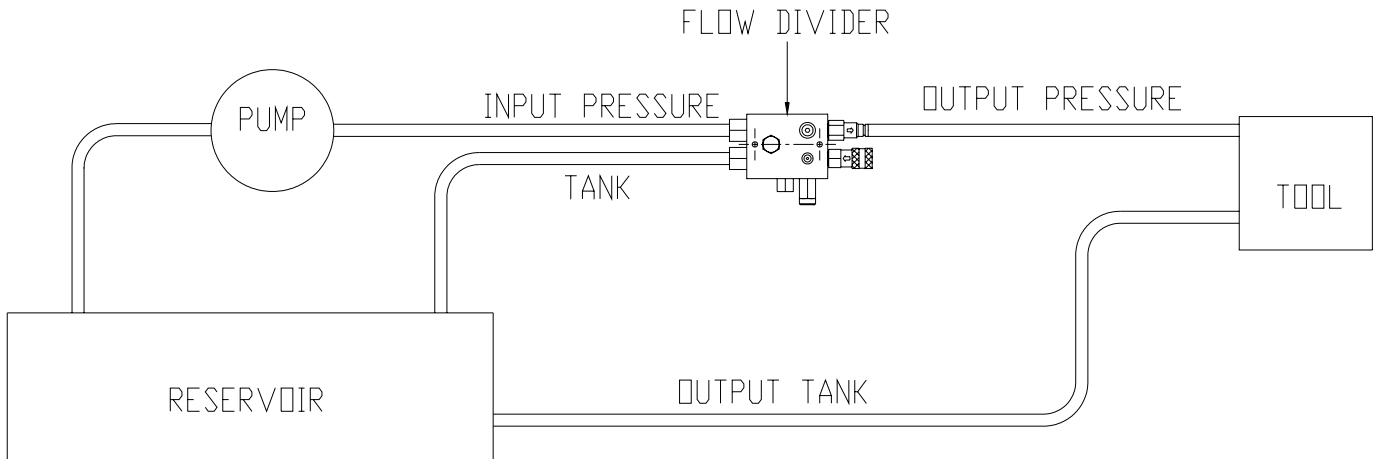 FLOW DIVIDER
PUMP
INPUT PRESSURE
OUTPUT PRESSURE
TANK
TOOL
RESERVOIR
OUTPUT TANK